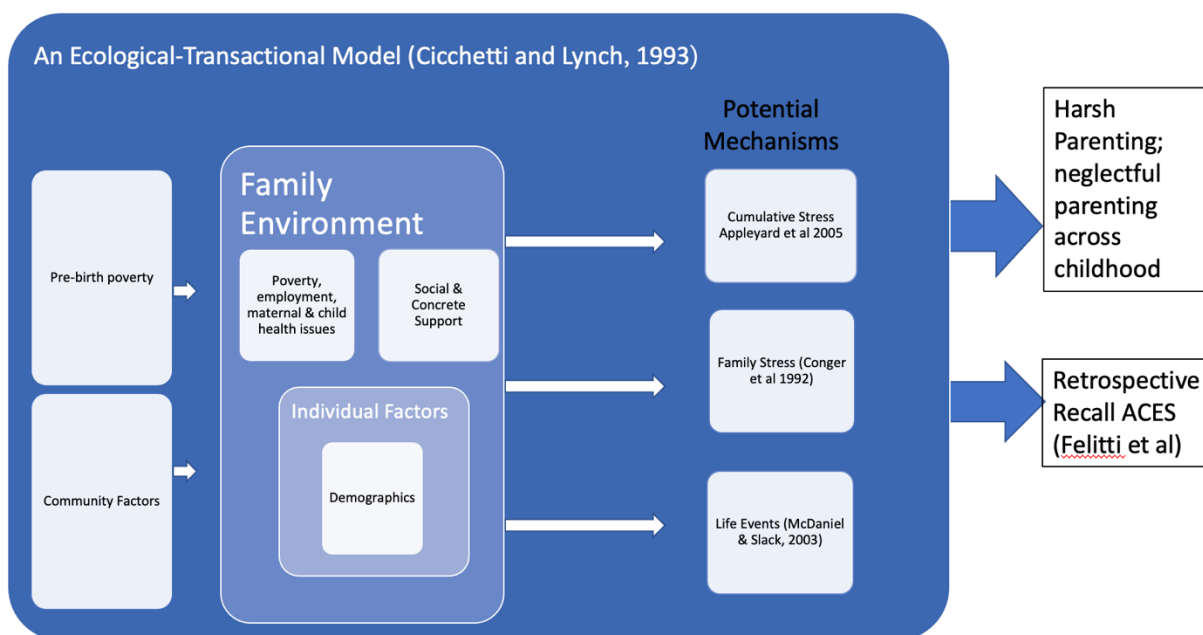 An Ecological-Transactional Model (Cicchetti and Lynch, 1993)
Pre-birth poverty
Community Factors
Family
Environment
Poverty,
employment,
maternal & child
health issues
Social &
Concrete
Support
Individual Factors
Demographics
Potential
Mechanisms
Cumulative Stress
Appleyard et al 2005
Family Stress (Conger
et al 1992)
Life Events (McDaniel
& Slack, 2003)
Harsh
Parenting;
neglectful
parenting
across
childhood
Retrospective
Recall ACES
(Felitti et al)